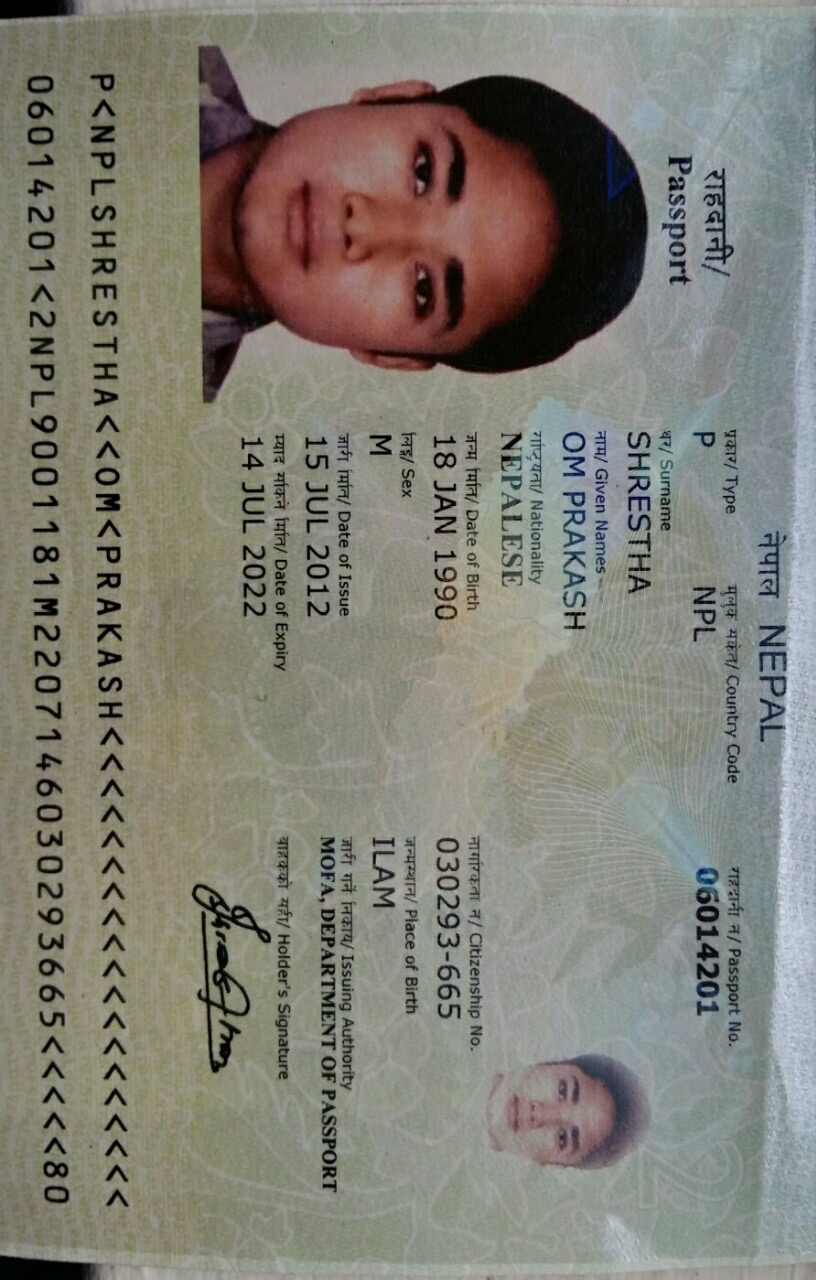 नेपाल NEPAL
राहदानी/
Passport
प्रकार/ Type
P
मुलुक संकेत/ Country Code
NPL
राहदानी नं/ Passport No.
06014201
थर/ Surname
SHRESTHA
नाम/ Given Names
OM PRAKASH
राष्ट्रियता/ Nationality
NEPALESE
जन्म मिति/ Date of Birth
18 JAN 1990
नागरिकता नं/ Citizenship No.
030293-665
लिङ्ग/ Sex
M
जन्मस्थान/ Place of Birth
ILAM
जारी मिति/ Date of Issue
15 JUL 2012
जारी गर्ने निकाय/ Issuing Authority
MOFA, DEPARTMENT OF PASSPORT
म्याद सकिने मिति/ Date of Expiry
14 JUL 2022
वाहकको सही/ Holder's Signature
P<NPLSHRESTHA<<OM<PRAKASH<<<<<<<<<<<<<<<<<<<
06014201<2NPL9001181M2207146030293665<<<<<80